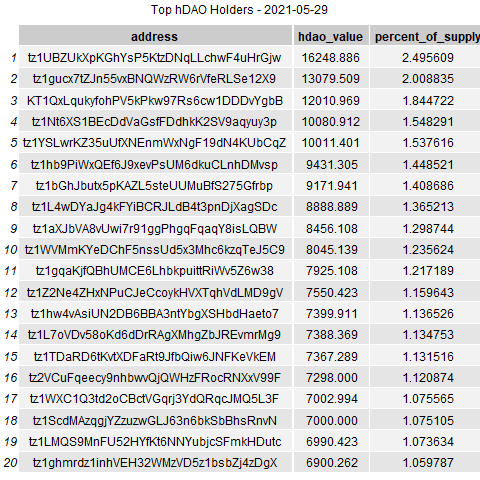 Top hDAO Holders - 2021-05-29
address hdao_value percent_of_supply
1 tz1UBZUkXpKGhYsP5KtzDNqLLchwF4uHrGjw 16248.886 2.495609
2 tz1gucx7tZJn55vxBNQWzRW6rVfeRLSe12X9 13079.509 2.008835
3 KT1QxLqukyfohPV5kPkw97Rs6cw1DDDvYgbB 12010.969 1.844722
4 tz1Nt6XS1BEcDdVaGsfFDdhkK2SV9aqyuy3p 10080.912 1.548291
5 tz1YSLwrKZ35uUfXNEnmWxNgF19dN4KUbCqZ 10011.401 1.537616
6 tz1hb9PiWxQEf6J9xevPsUM6dkuCLnhDMvsp 9431.305 1.448521
7 tz1bGhJbutx5pKAZL5steUUMuBfS275Gfrbp 9171.941 1.408686
8 tz1L4wDYaJg4kFYiBCRJLdB4t3pnDjXagSDc 8888.889 1.365213
9 tz1aXJbVA8vUwi7r91ggPhgqFqaqY8isLQBW 8456.108 1.298744
10 tz1WVMmKYeDChF5nssUd5x3Mhc6kzqTeJ5C9 8045.139 1.235624
11 tz1gqaKjfQBhUMCE6LhbkpuittRiWv5Z6w38 7925.108 1.217189
12 tz1Z2Ne4ZHxNPuCJeCcoykHVXTqhVdLMD9gV 7550.423 1.159643
13 tz1hw4vAsiUN2DB6BBA3ntYbgXSHbdHaeto7 7399.911 1.136526
14 tz1L7oVDv58oKd6dDrRAgXMhgZbJREvmrMg9 7388.369 1.134753
15 tz1TDaRD6tKvtXDFaRt9JfbQiw6JNFKeVkEM 7367.289 1.131516
16 tz2VCuFqeecy9nhbwvQjQWHzFRocRNXxV99F 7298.000 1.120874
17 tz1WXC1Q3td2oCBctVGqrj3YdQRqcJMQ5L3F 7002.994 1.075565
18 tz1ScdMAzqgjYZzuzwGLJ63n6bkSbBhsRnvN 7000.000 1.075105
19 tz1LMQS9MnFU52HYfKt6NNYubjcSFmkHDutc 6990.423 1.073634
20 tz1ghmrdz1inhVEH32WMzVD5z1bsbZj4zDgX 6900.262 1.059787